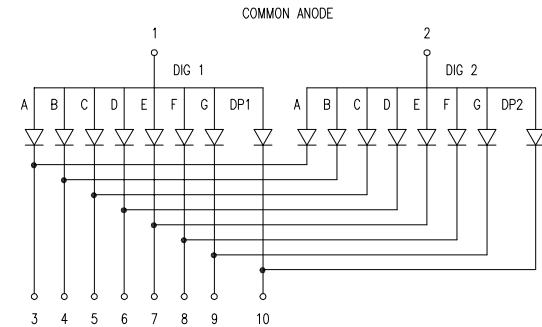 COMMON ANODE
1 2
DIG 1 DIG 2
A B C D E F G DP1 A B C D E F G DP2
3 4 5 6 7 8 9 10